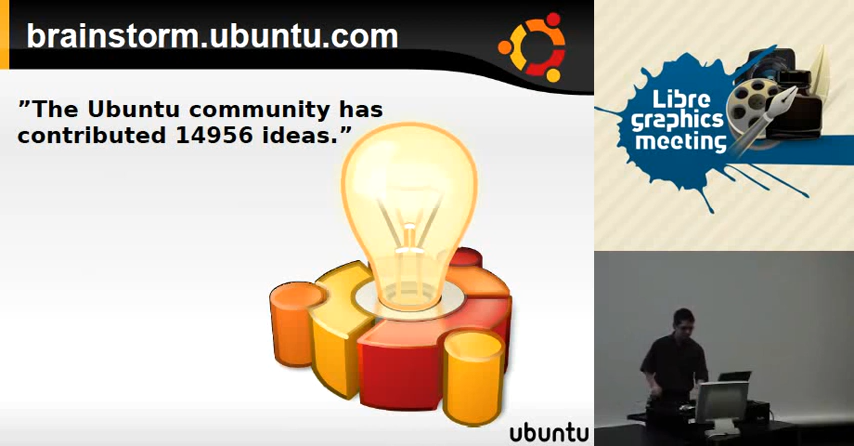 brainstorm.ubuntu.com
”The Ubuntu community has
contributed 14956 ideas.”
ubuntu
Libre
graphics
meeting